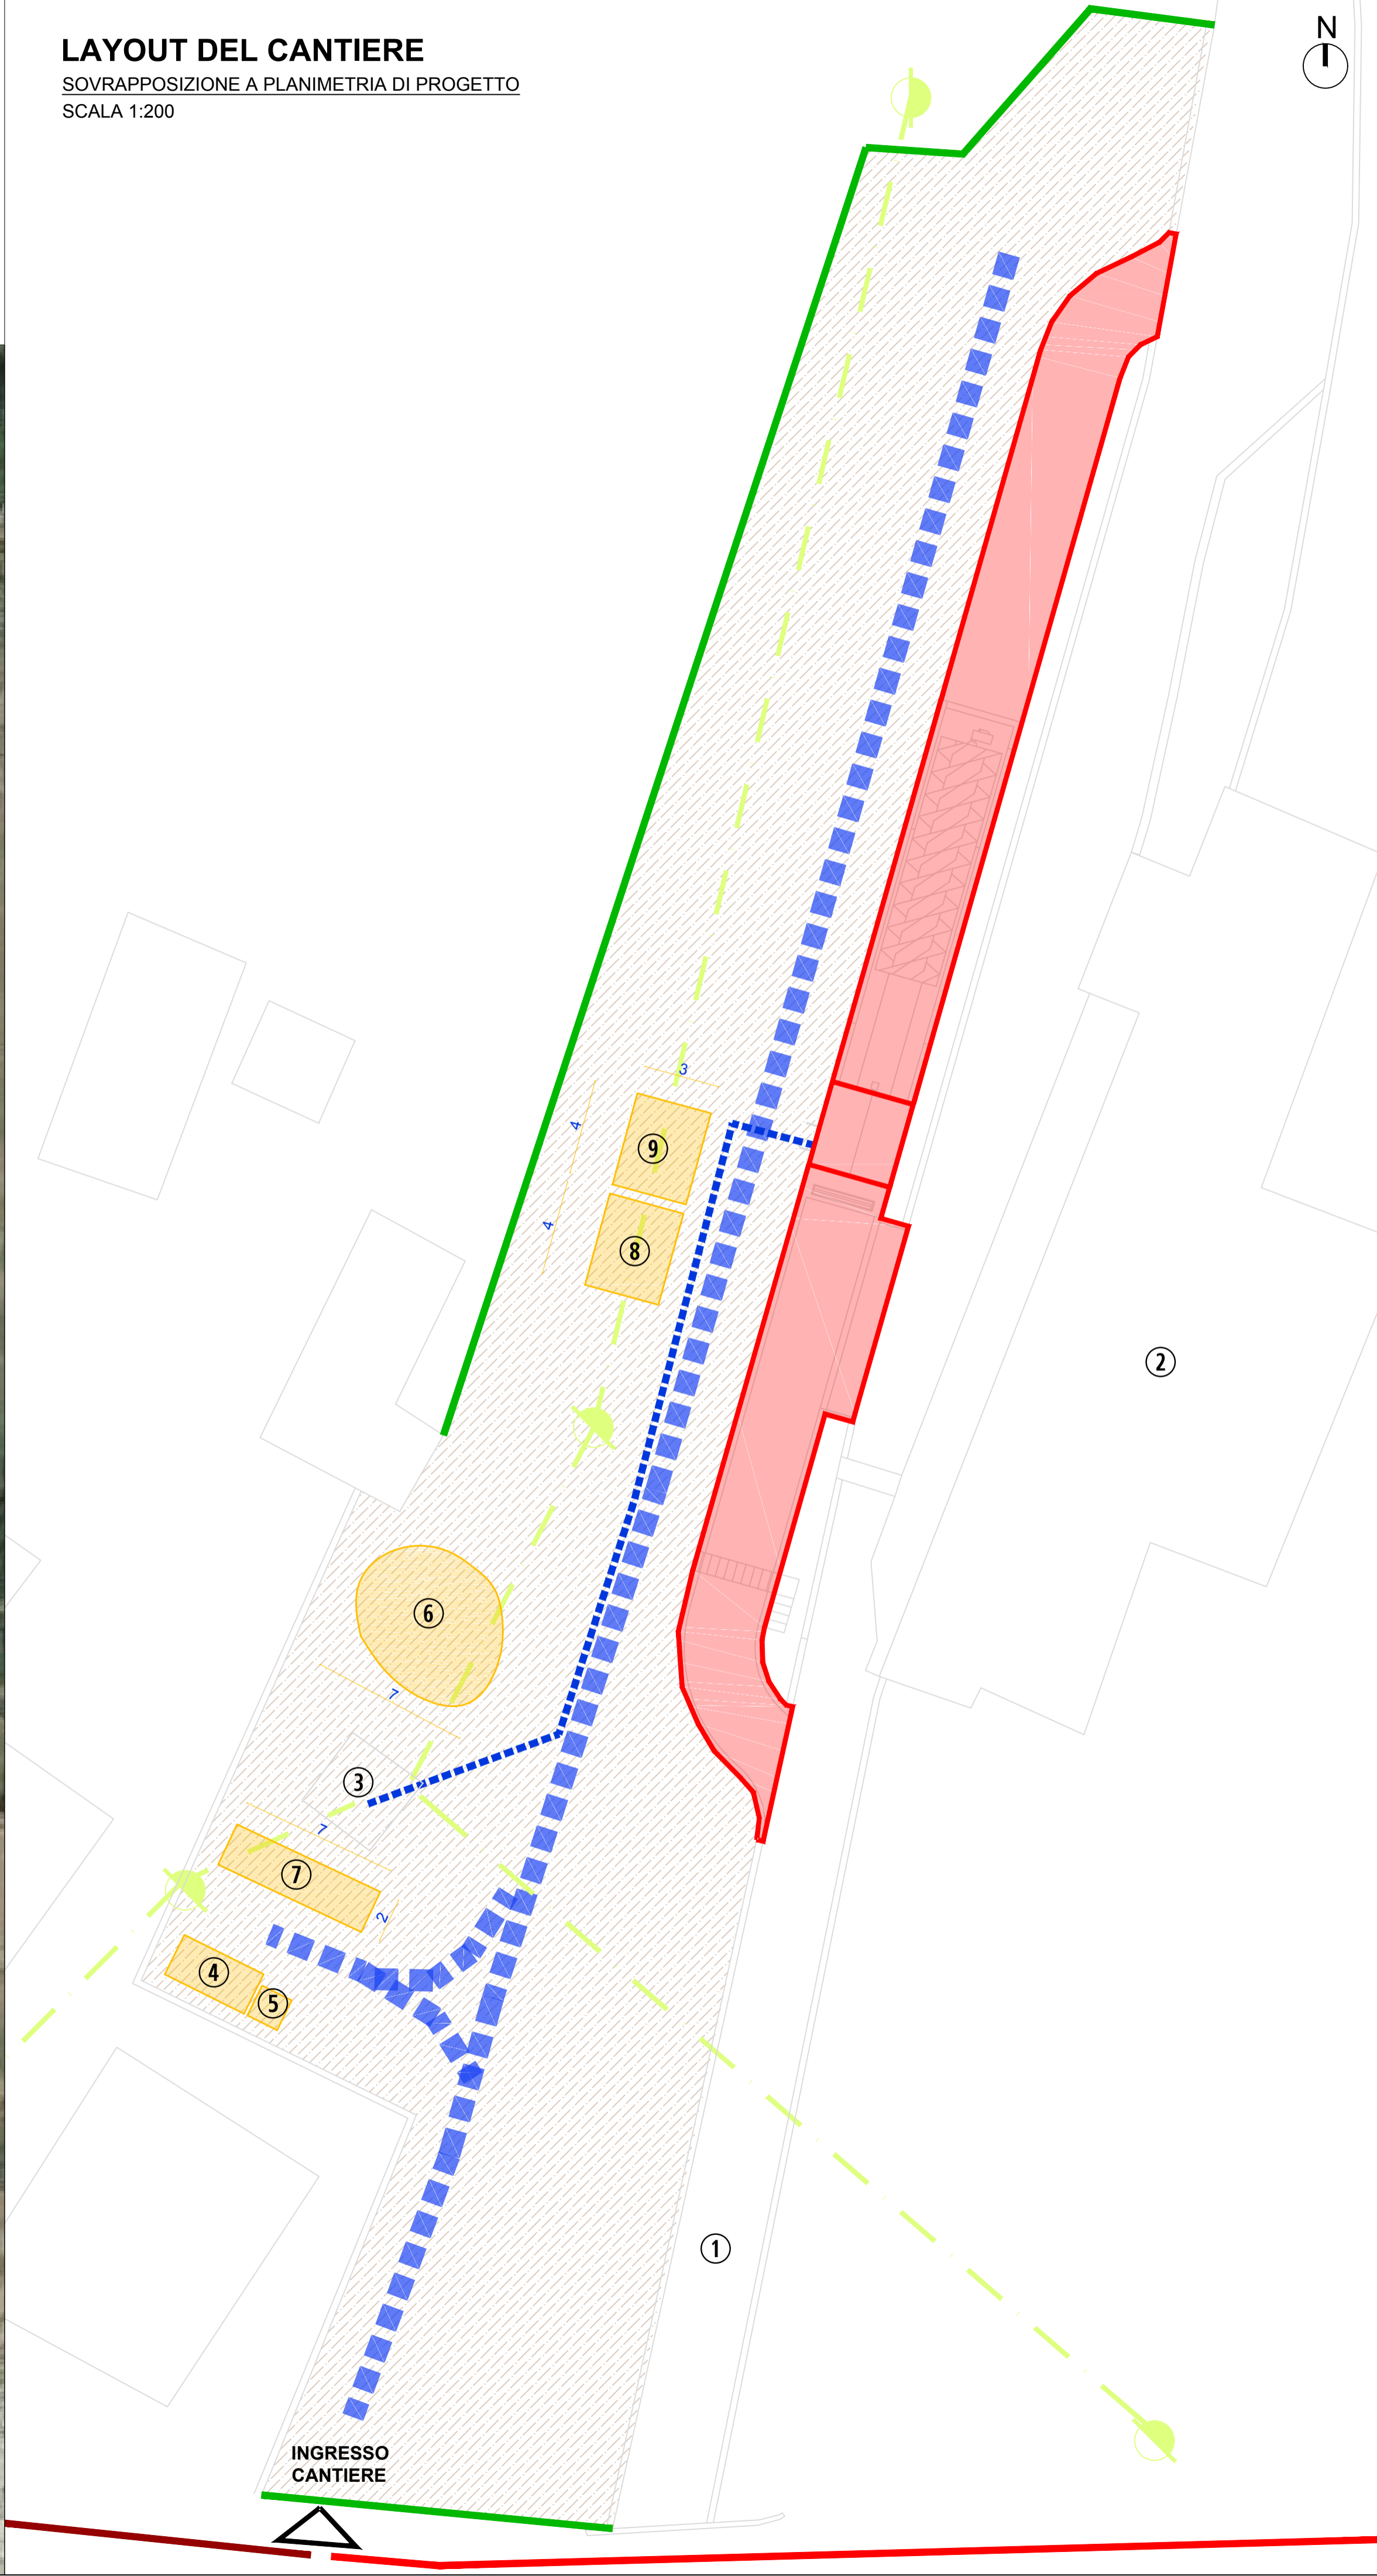 LAYOUT DEL CANTIERE
SOVRAPPOSIZIONE A PLANIMETRIA DI PROGETTO
SCALA 1:200
N
3
4
9
4
8
2
6
7
3
7
7
2
4
5
1
INGRESSO
CANTIERE